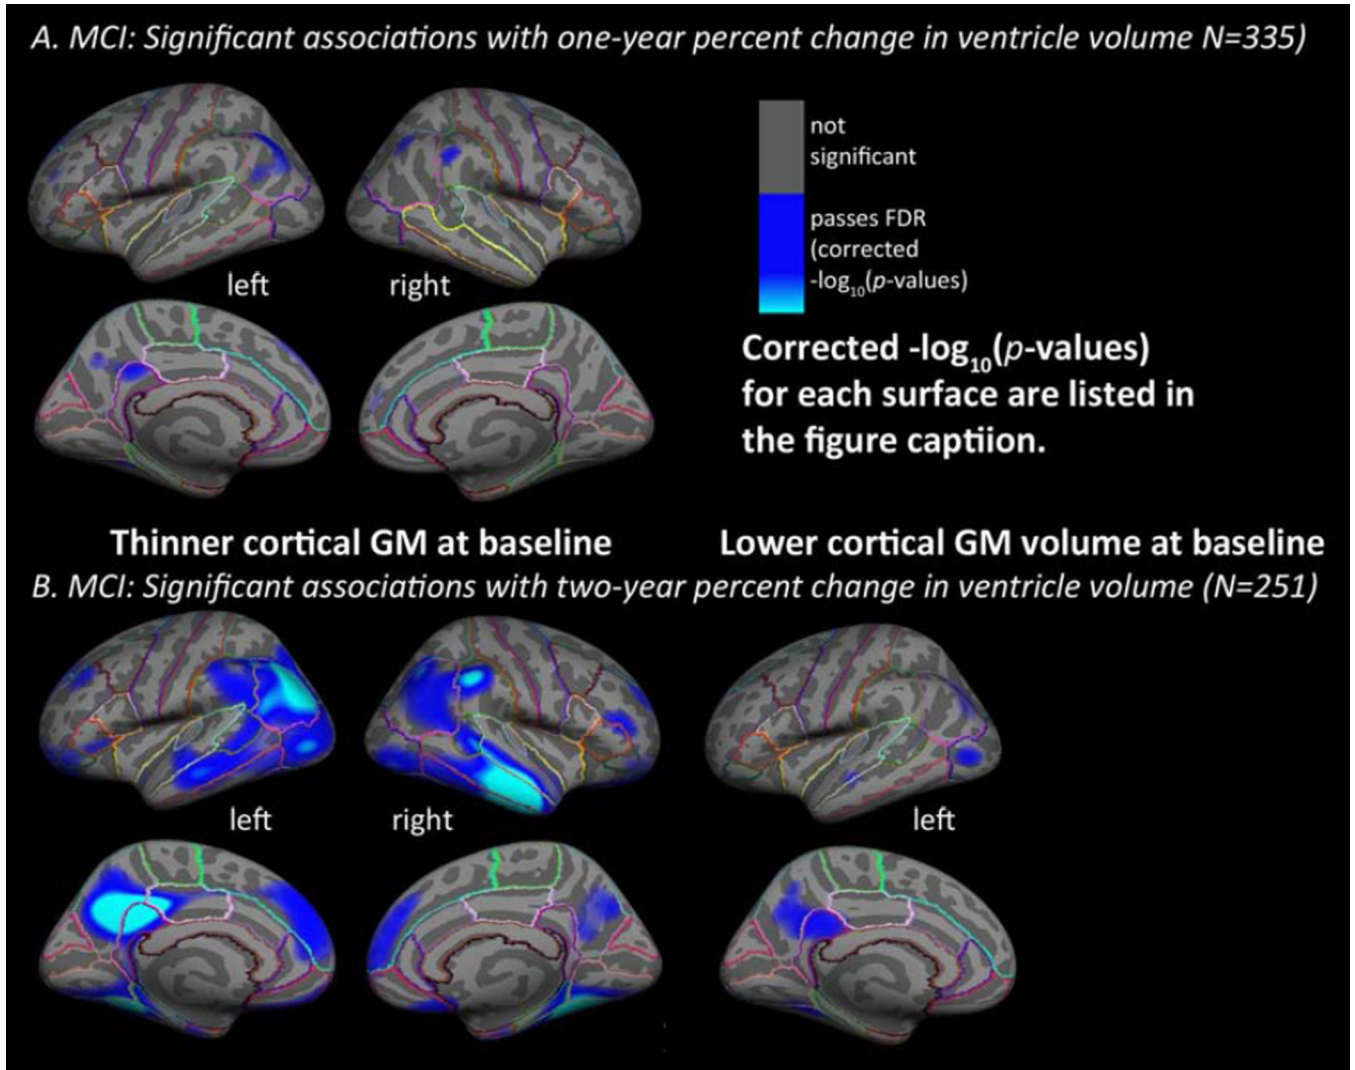 A. MCI: Significant associations with one-year percent change in ventricle volume N=335)
not
significant
passes FDR
(corrected
-log10(p-values)
left
right
Corrected -log10(p-values)
for each surface are listed in
the figure captiion.
Thinner cortical GM at baseline
Lower cortical GM volume at baseline
B. MCI: Significant associations with two-year percent change in ventricle volume (N=251)
left
right
left